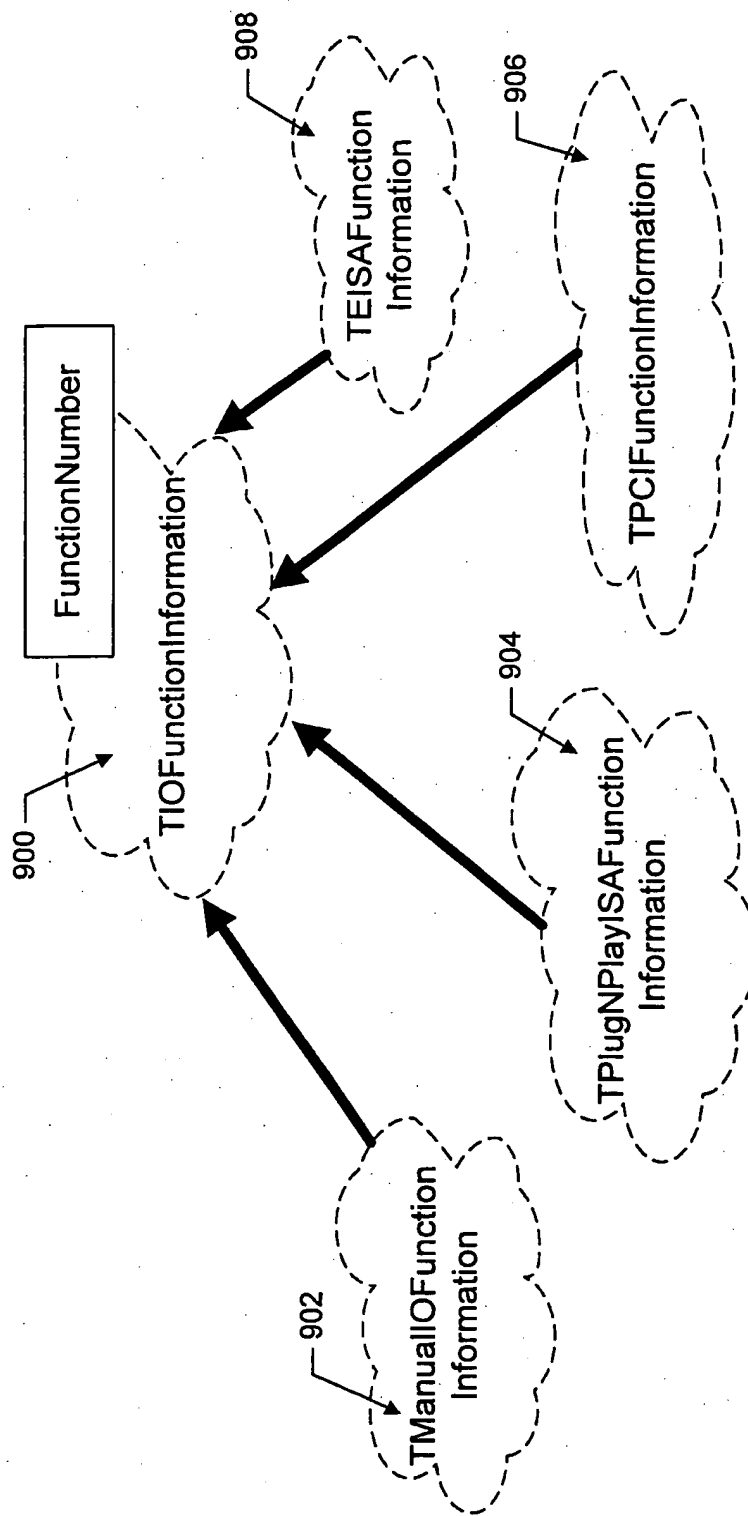 FunctionNumber
900
TIOFunctionInformation
908
TEISAFunction
Information
902
TManualIOFunction
Information
904
TPlugNPlayISAFunction
Information
906
TPCIFunctionInformation